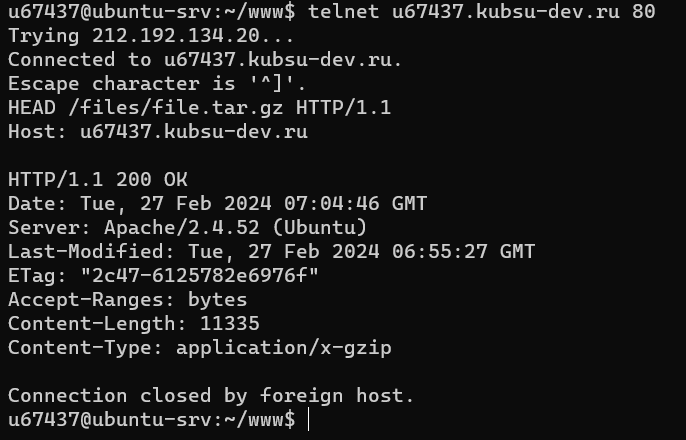 u67437@ubuntu-srv:~/www$ telnet u67437.kubsu-dev.ru 80
Trying 212.192.134.20...
Connected to u67437.kubsu-dev.ru.
Escape character is '^]'.
HEAD /files/file.tar.gz HTTP/1.1
Host: u67437.kubsu-dev.ru

HTTP/1.1 200 OK
Date: Tue, 27 Feb 2024 07:04:46 GMT
Server: Apache/2.4.52 (Ubuntu)
Last-Modified: Tue, 27 Feb 2024 06:55:27 GMT
ETag: "2c47-6125782e6976f"
Accept-Ranges: bytes
Content-Length: 11335
Content-Type: application/x-gzip

Connection closed by foreign host.
u67437@ubuntu-srv:~/www$